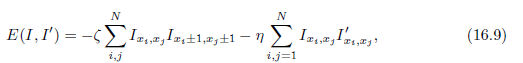 E(I, I') = −ζ ∑_{i,j}^{N} I_{x_i,x_j} I_{x_i±1,x_j±1} − η ∑_{i,j=1}^{N} I_{x_i,x_j} I'_{x_i,x_j}, (16.9)